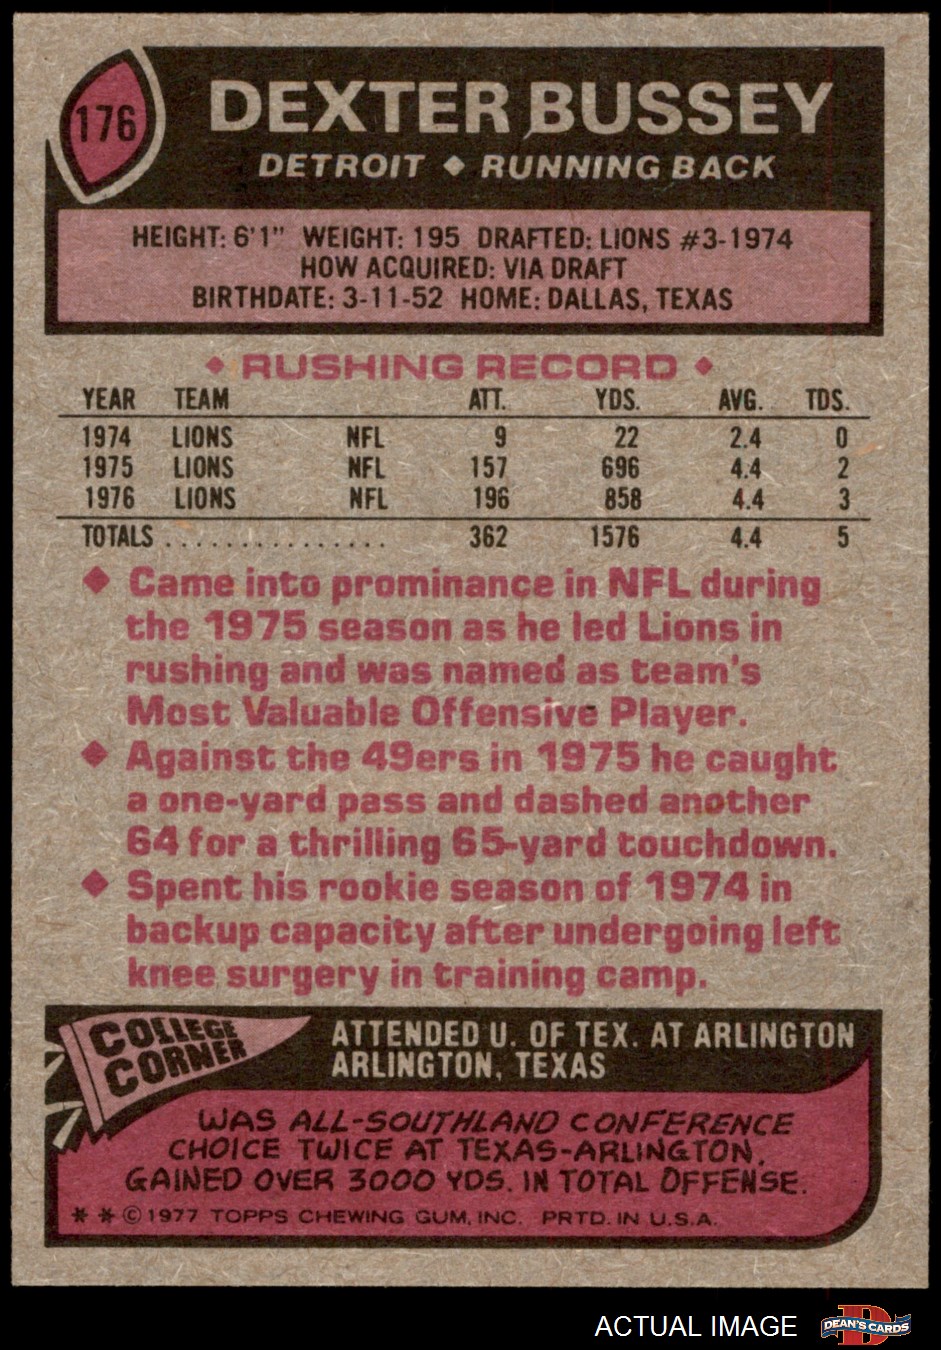 176
DEXTER BUSSEY
DETROIT ◆ RUNNING BACK
HEIGHT: 6'1" WEIGHT: 195 DRAFTED: LIONS #3-1974
HOW ACQUIRED: VIA DRAFT
BIRTHDATE: 3-11-52 HOME: DALLAS, TEXAS
◆ RUSHING RECORD ◆
YEAR TEAM ATT. YDS. AVG. TDS.
1974 LIONS NFL 9 22 2.4 0
1975 LIONS NFL 157 696 4.4 2
1976 LIONS NFL 196 858 4.4 3
TOTALS . . . . . . . . . . . . . . . 362 1576 4.4 5
◆ Came into prominance in NFL during
the 1975 season as he led Lions in
rushing and was named as team's
Most Valuable Offensive Player.
◆ Against the 49ers in 1975 he caught
a one-yard pass and dashed another
64 for a thrilling 65-yard touchdown.
◆ Spent his rookie season of 1974 in
backup capacity after undergoing left
knee surgery in training camp.
COLLEGE
CORNER
ATTENDED U. OF TEX. AT ARLINGTON
ARLINGTON, TEXAS
WAS ALL-SOUTHLAND CONFERENCE
CHOICE TWICE AT TEXAS-ARLINGTON.
GAINED OVER 3000 YDS. IN TOTAL OFFENSE.
* * © 1977 TOPPS CHEWING GUM, INC. PRTD. IN U.S.A.
ACTUAL IMAGE
D
DEAN'S CARDS